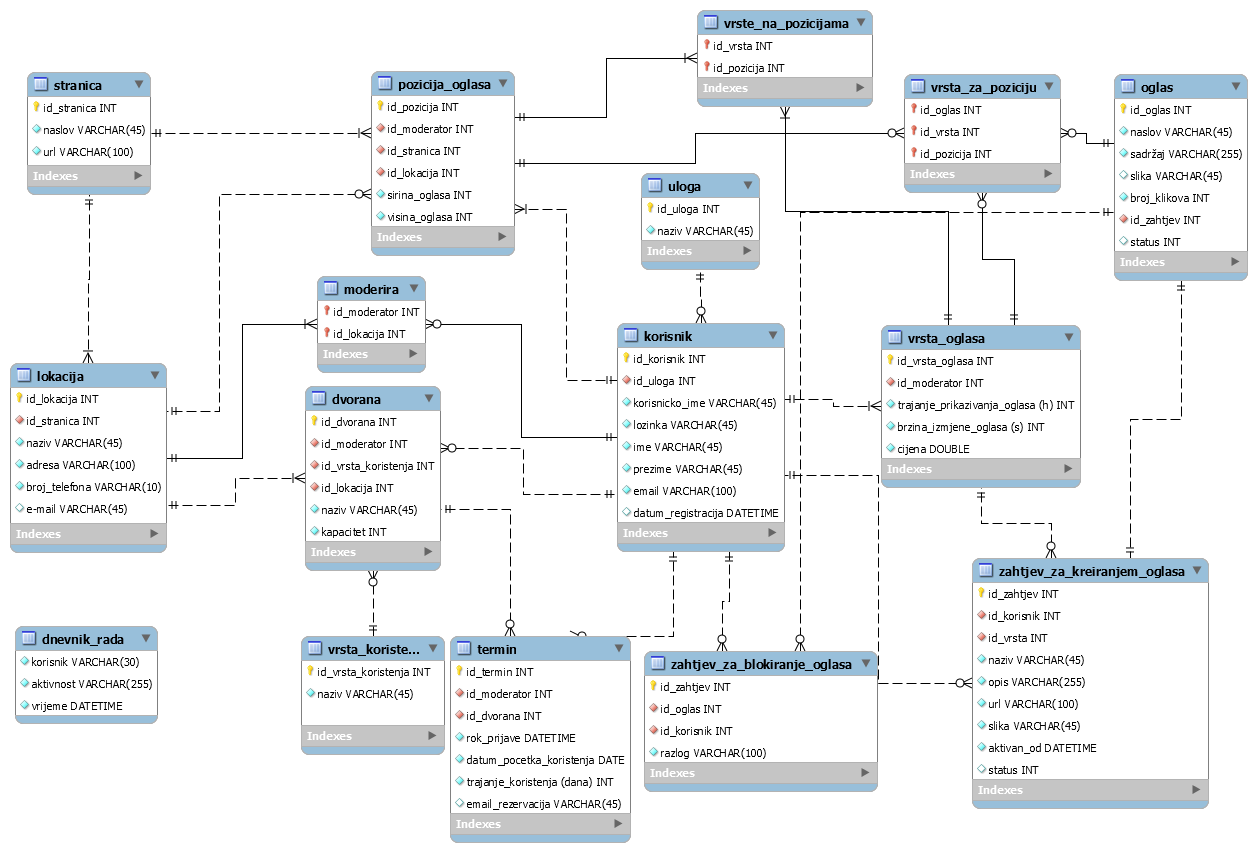 vrste_na_pozicijama
id_vrsta INT
id_pozicija INT
Indexes
stranica
id_stranica INT
naslov VARCHAR(45)
url VARCHAR(100)
Indexes
pozicija_oglasa
id_pozicija INT
id_moderator INT
id_stranica INT
id_lokacija INT
sirina_oglasa INT
visina_oglasa INT
Indexes
vrsta_za_poziciju
id_oglas INT
id_vrsta INT
id_pozicija INT
Indexes
oglas
id_oglas INT
naslov VARCHAR(45)
sadržaj VARCHAR(255)
slika VARCHAR(45)
broj_klikova INT
id_zahtjev INT
status INT
Indexes
uloga
id_uloga INT
naziv VARCHAR(45)
Indexes
moderira
id_moderator INT
id_lokacija INT
Indexes
korisnik
id_korisnik INT
id_uloga INT
korisnicko_ime VARCHAR(45)
lozinka VARCHAR(45)
ime VARCHAR(45)
prezime VARCHAR(45)
email VARCHAR(100)
datum_registracija DATETIME
Indexes
vrsta_oglasa
id_vrsta_oglasa INT
id_moderator INT
trajanje_prikazivanja_oglasa (h) INT
brzina_izmjene_oglasa (s) INT
cijena DOUBLE
Indexes
lokacija
id_lokacija INT
id_stranica INT
naziv VARCHAR(45)
adresa VARCHAR(100)
broj_telefona VARCHAR(10)
e-mail VARCHAR(45)
Indexes
dvorana
id_dvorana INT
id_moderator INT
id_vrsta_koristenja INT
id_lokacija INT
naziv VARCHAR(45)
kapacitet INT
Indexes
zahtjev_za_kreiranjem_oglasa
id_zahtjev INT
id_korisnik INT
id_vrsta INT
naziv VARCHAR(45)
opis VARCHAR(255)
url VARCHAR(100)
slika VARCHAR(45)
aktivan_od DATETIME
status INT
Indexes
dnevnik_rada
korisnik VARCHAR(30)
aktivnost VARCHAR(255)
vrijeme DATETIME
vrsta_koriste...
id_vrsta_koristenja INT
naziv VARCHAR(45)
Indexes
termin
id_termin INT
id_moderator INT
id_dvorana INT
rok_prijave DATETIME
datum_pocetka_koristenja DATE
trajanje_koristenja (dana) INT
email_rezervacija VARCHAR(45)
Indexes
zahtjev_za_blokiranje_oglasa
id_zahtjev INT
id_oglas INT
id_korisnik INT
razlog VARCHAR(100)
Indexes